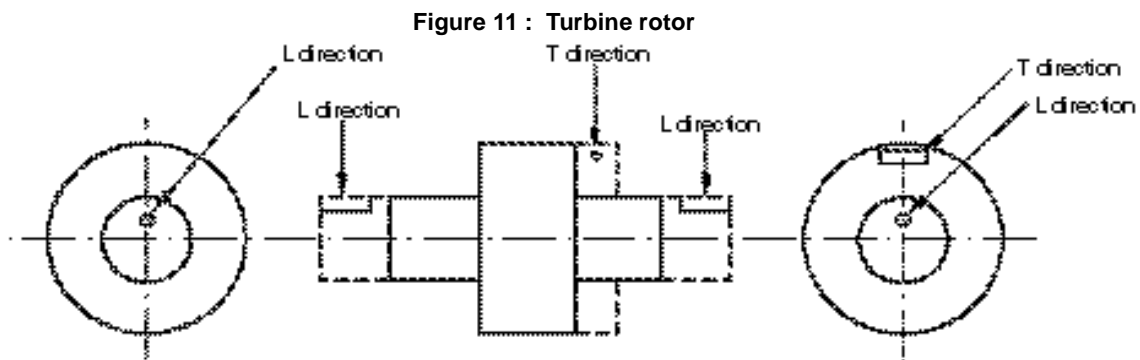 Figure 11 : Turbine rotor
L direction
T direction
T direction
L direction
L direction
L direction